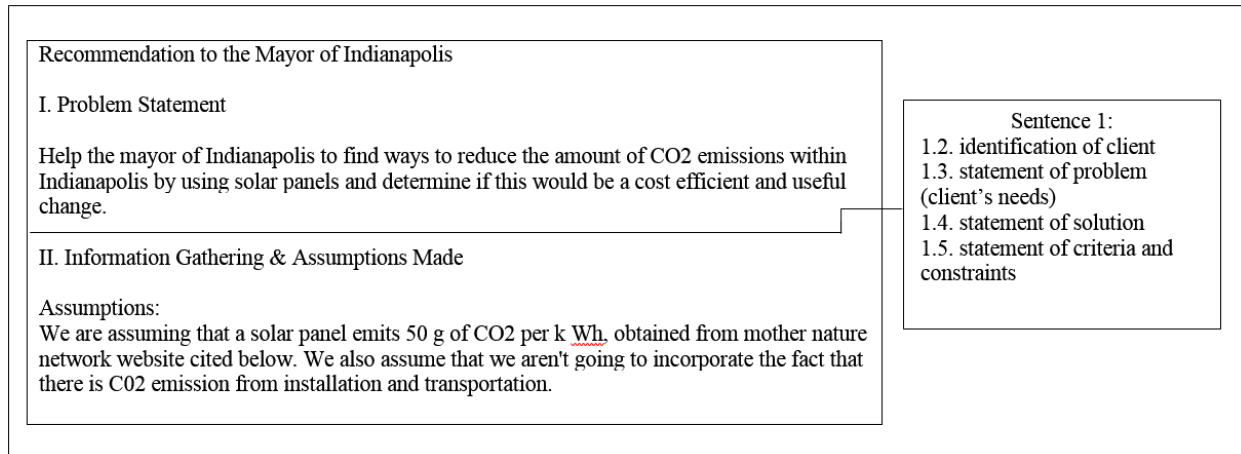 Recommendation to the Mayor of Indianapolis
I. Problem Statement
Help the mayor of Indianapolis to find ways to reduce the amount of CO2 emissions within
Indianapolis by using solar panels and determine if this would be a cost efficient and useful
change.
II. Information Gathering & Assumptions Made
Assumptions:
We are assuming that a solar panel emits 50 g of CO2 per k Wh, obtained from mother nature
network website cited below. We also assume that we aren't going to incorporate the fact that
there is C02 emission from installation and transportation.
Sentence 1:
1.2. identification of client
1.3. statement of problem
(client’s needs)
1.4. statement of solution
1.5. statement of criteria and
constraints